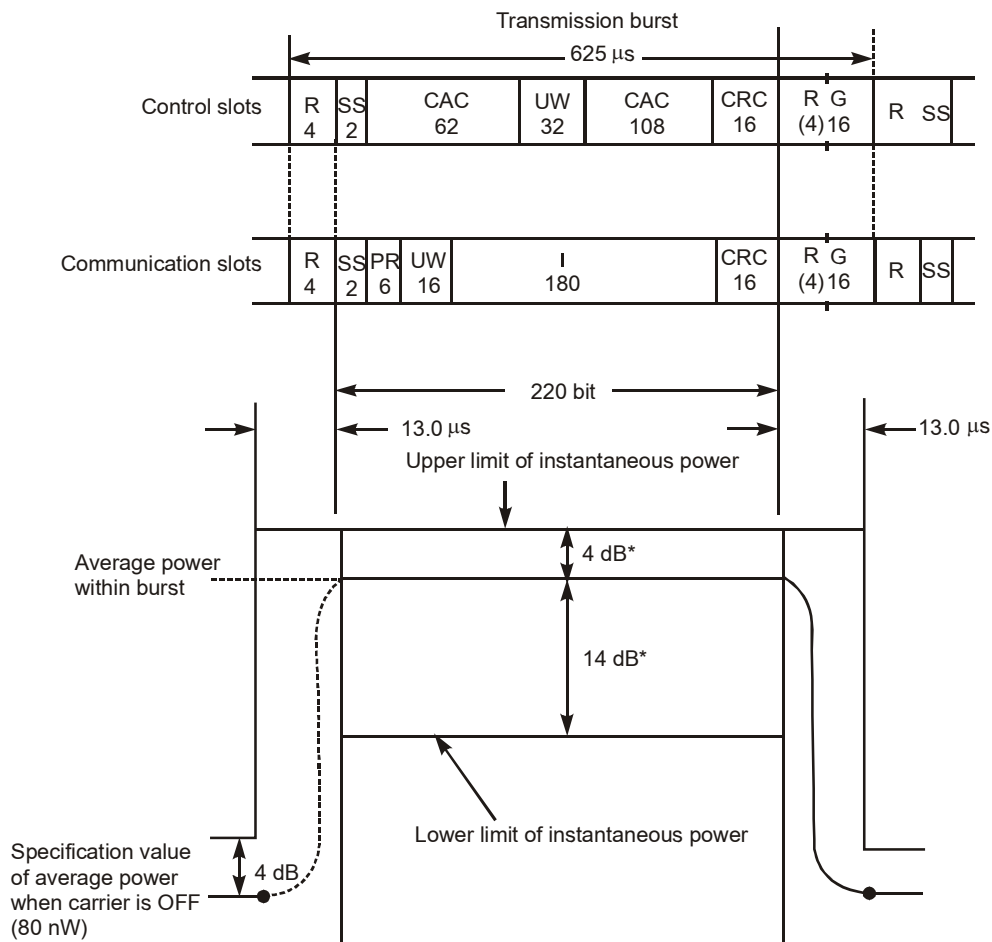 Transmission burst
625 µs
Control slots
R SS CAC UW CAC CRC R G R SS
4 2 62 32 108 16 (4) 16
Communication slots
R SS PR UW I CRC R G R SS
4 2 6 16 180 16 (4) 16
220 bit
13.0 µs
13.0 µs
Upper limit of instantaneous power
4 dB*
Average power
within burst
14 dB*
Lower limit of instantaneous power
Specification value
of average power
when carrier is OFF
(80 nW)
4 dB